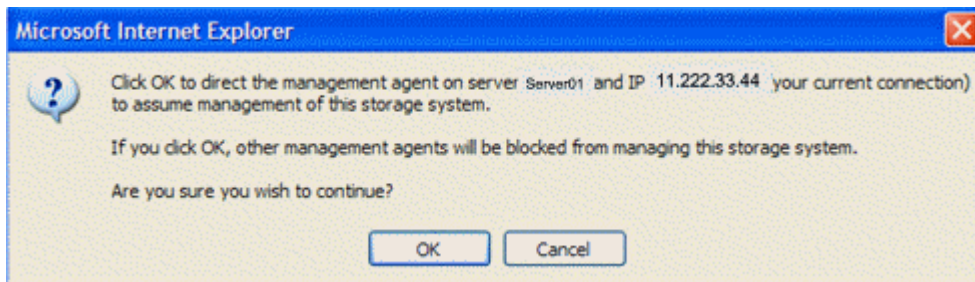 Microsoft Internet Explorer
Click OK to direct the management agent on server Server01 and IP 11.222.33.44 your current connection)
to assume management of this storage system.
If you click OK, other management agents will be blocked from managing this storage system.
Are you sure you wish to continue?
OK Cancel